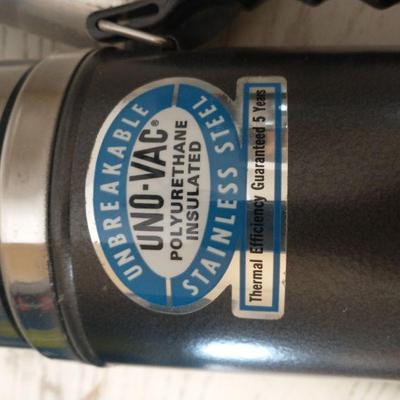 UNBREAKABLE
UNO-VAC®
POLYURETHANE
INSULATED
STAINLESS STEEL
Thermal Efficiency Guaranteed 5 Years